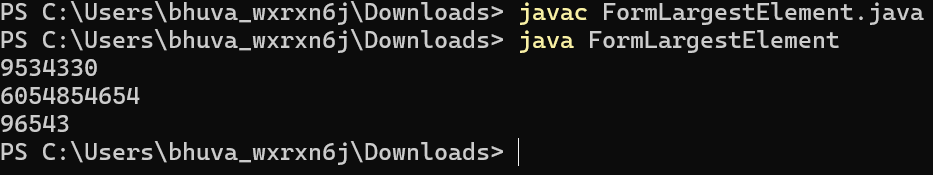 PS C:\Users\bhuva_wxrxn6j\Downloads> javac FormLargestElement.java
PS C:\Users\bhuva_wxrxn6j\Downloads> java FormLargestElement
9534330
6054854654
96543
PS C:\Users\bhuva_wxrxn6j\Downloads>